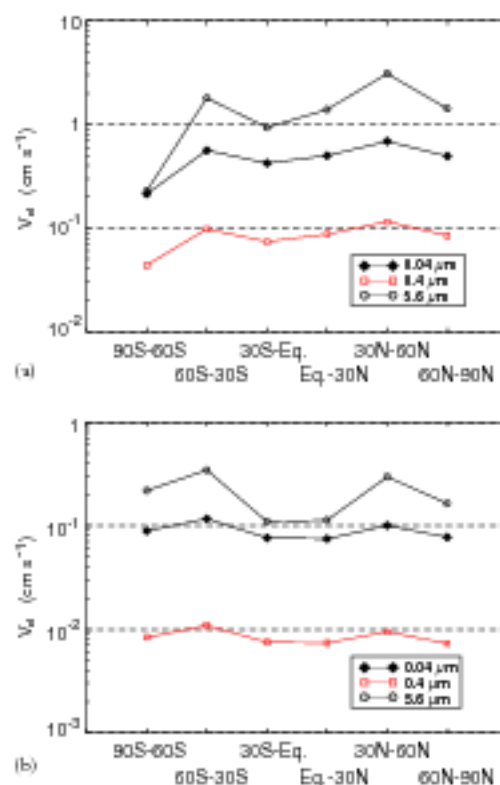 10
1
10-1
10-2
V_d (cm s-1)
0.04 μm
0.4 μm
5.6 μm
90S-60S 30S-Eq. 30N-60N
(a) 60S-30S Eq.-30N 60N-90N
1
10-1
10-2
10-3
V_d (cm s-1)
0.04 μm
0.4 μm
5.6 μm
90S-60S 30S-Eq. 30N-60N
(b) 60S-30S Eq.-30N 60N-90N